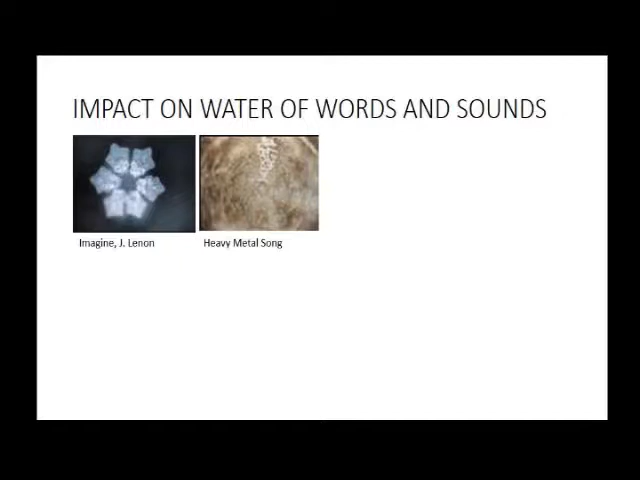 IMPACT ON WATER OF WORDS AND SOUNDS
Imagine, J. Lenon
Heavy Metal Song